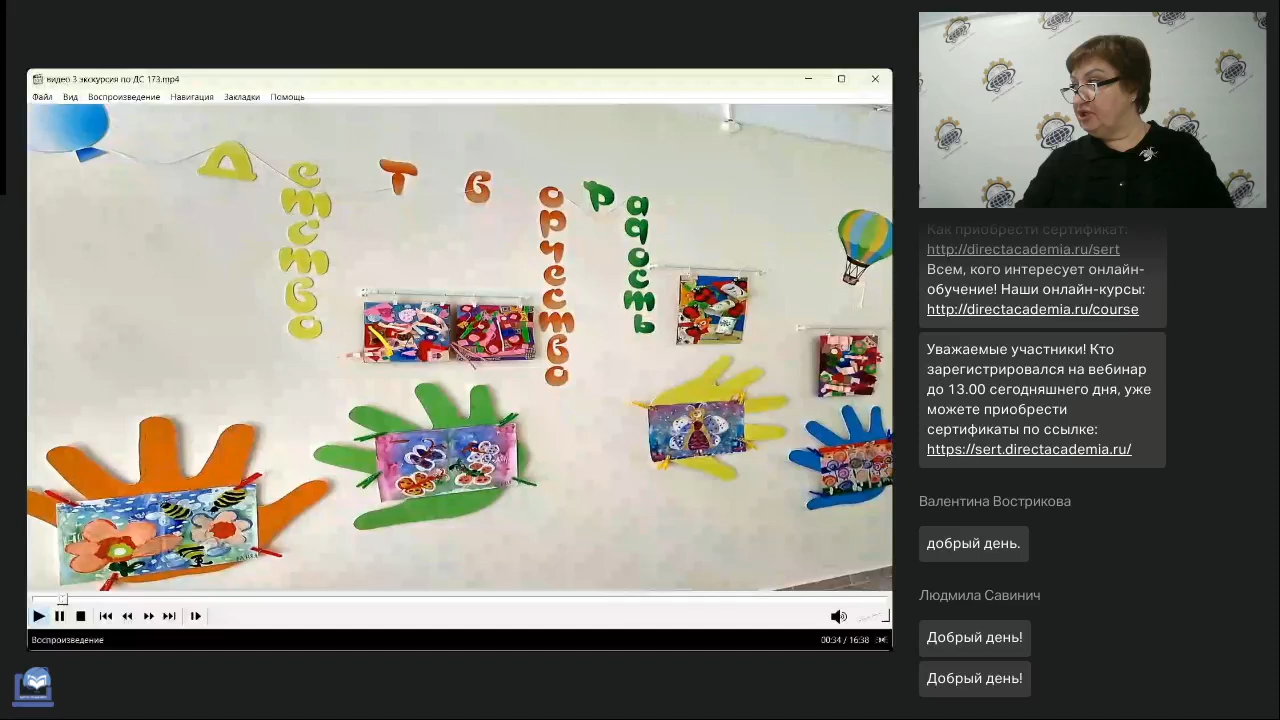 видео 3 экскурсия по ДС 173.mp4
Файл Вид Воспроизведение Навигация Закладки Помощь
Д Т В Р
етство
ворчество
адость
Воспроизведение
00:34 / 16:38
Как приобрести сертификат:
http://directacademia.ru/sert
Всем, кого интересует онлайн-
обучение! Наши онлайн-курсы:
http://directacademia.ru/course
Уважаемые участники! Кто
зарегистрировался на вебинар
до 13.00 сегодняшнего дня, уже
можете приобрести
сертификаты по ссылке:
https://sert.directacademia.ru/
Валентина Вострикова
добрый день.
Людмила Савинич
Добрый день!
Добрый день!